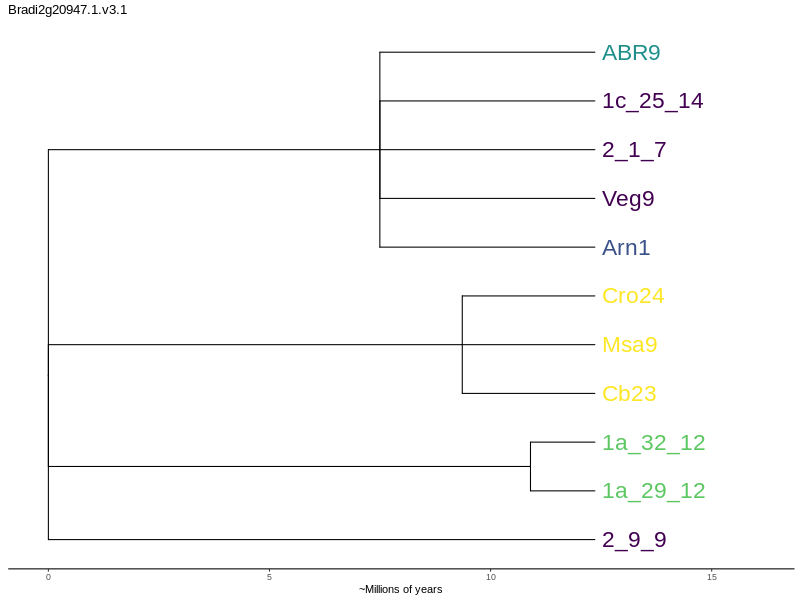 Bradi2g20947.1.v3.1
ABR9
1c_25_14
2_1_7
Veg9
Arn1
Cro24
Msa9
Cb23
1a_32_12
1a_29_12
2_9_9
0 5 10 15
~Millions of years